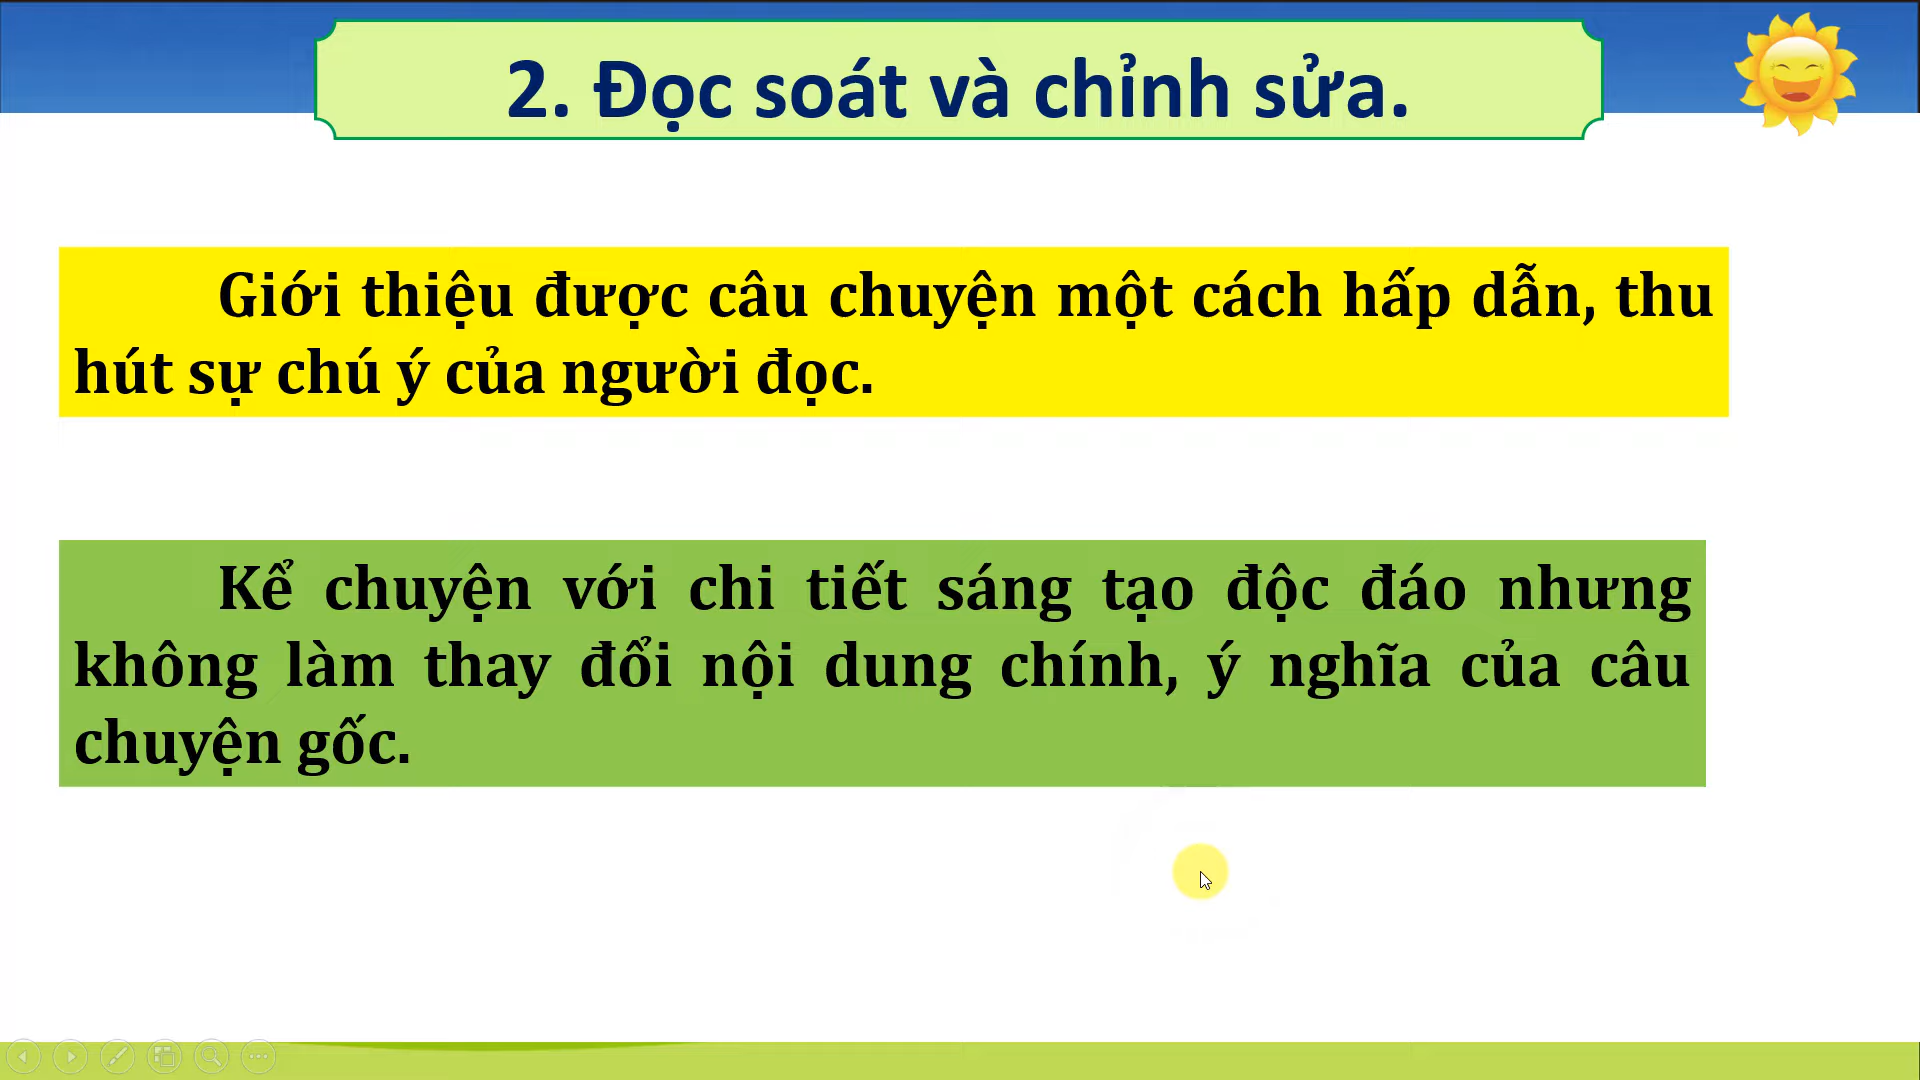 2. Đọc soát và chỉnh sửa.
Giới thiệu được câu chuyện một cách hấp dẫn, thu
hút sự chú ý của người đọc.
Kể chuyện với chi tiết sáng tạo độc đáo nhưng
không làm thay đổi nội dung chính, ý nghĩa của câu
chuyện gốc.